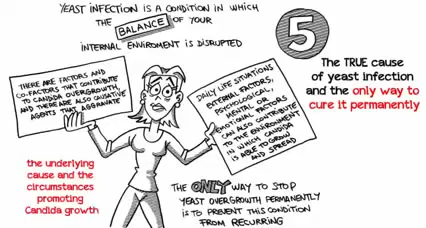 YEAST INFECTION IS A CONDITION IN WHICH
THE BALANCE OF YOUR
INTERNAL ENVIROMENT IS DISRUPTED
5
The TRUE cause
of yeast infection
and the only way to
cure it permanently
THERE ARE FACTORS AND
CO-FACTORS THAT CONTRIBUTE
TO CANDIDA OVERGROWTH,
AND THERE ARE ALSO CAUSATIVE
AGENTS THAT AGGRAVATE
DAILY LIFE SITUATIONS
EXTERNAL FACTORS,
PSYCHOLOGICAL,
MENTAL OR
EMOTIONAL FACTORS
CAN ALSO CONTRIBUTE
TO THE ENVIRONMENT
IN WHICH CANDIDA
IS ABLE TO GROW
AND SPREAD
the underlying
cause and the
circumstances
promoting
Candida growth
THE ONLY WAY TO STOP
YEAST OVERGROWTH PERMANENTLY
IS TO PREVENT THIS CONDITION
FROM RECURRING